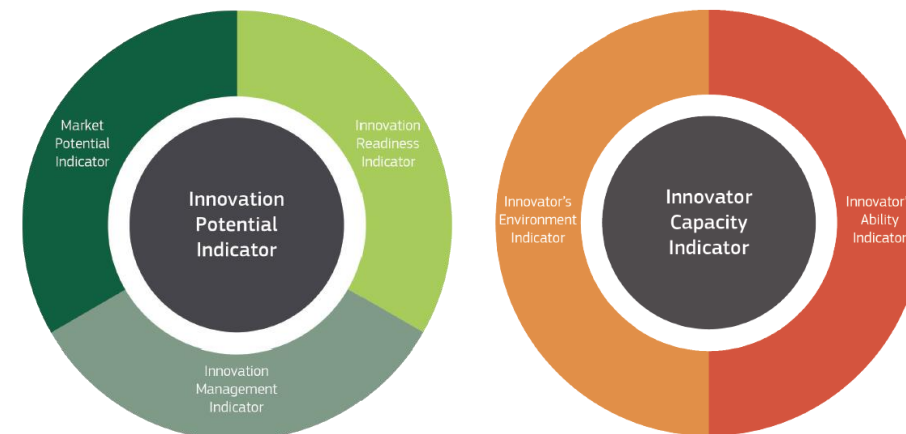 Market
Potential
Indicator
Innovation
Readiness
Indicator
Innovation
Potential
Indicator
Innovation
Management
Indicator
Innovator's
Environment
Indicator
Innovator
Capacity
Indicator
Innovator'
Ability
Indicator